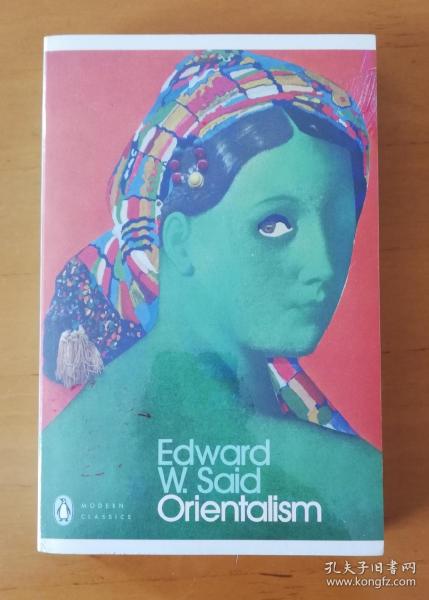 Edward
W. Said
Orientalism
MODERN
CLASSICS
孔夫子旧书网
www.kongfz.com